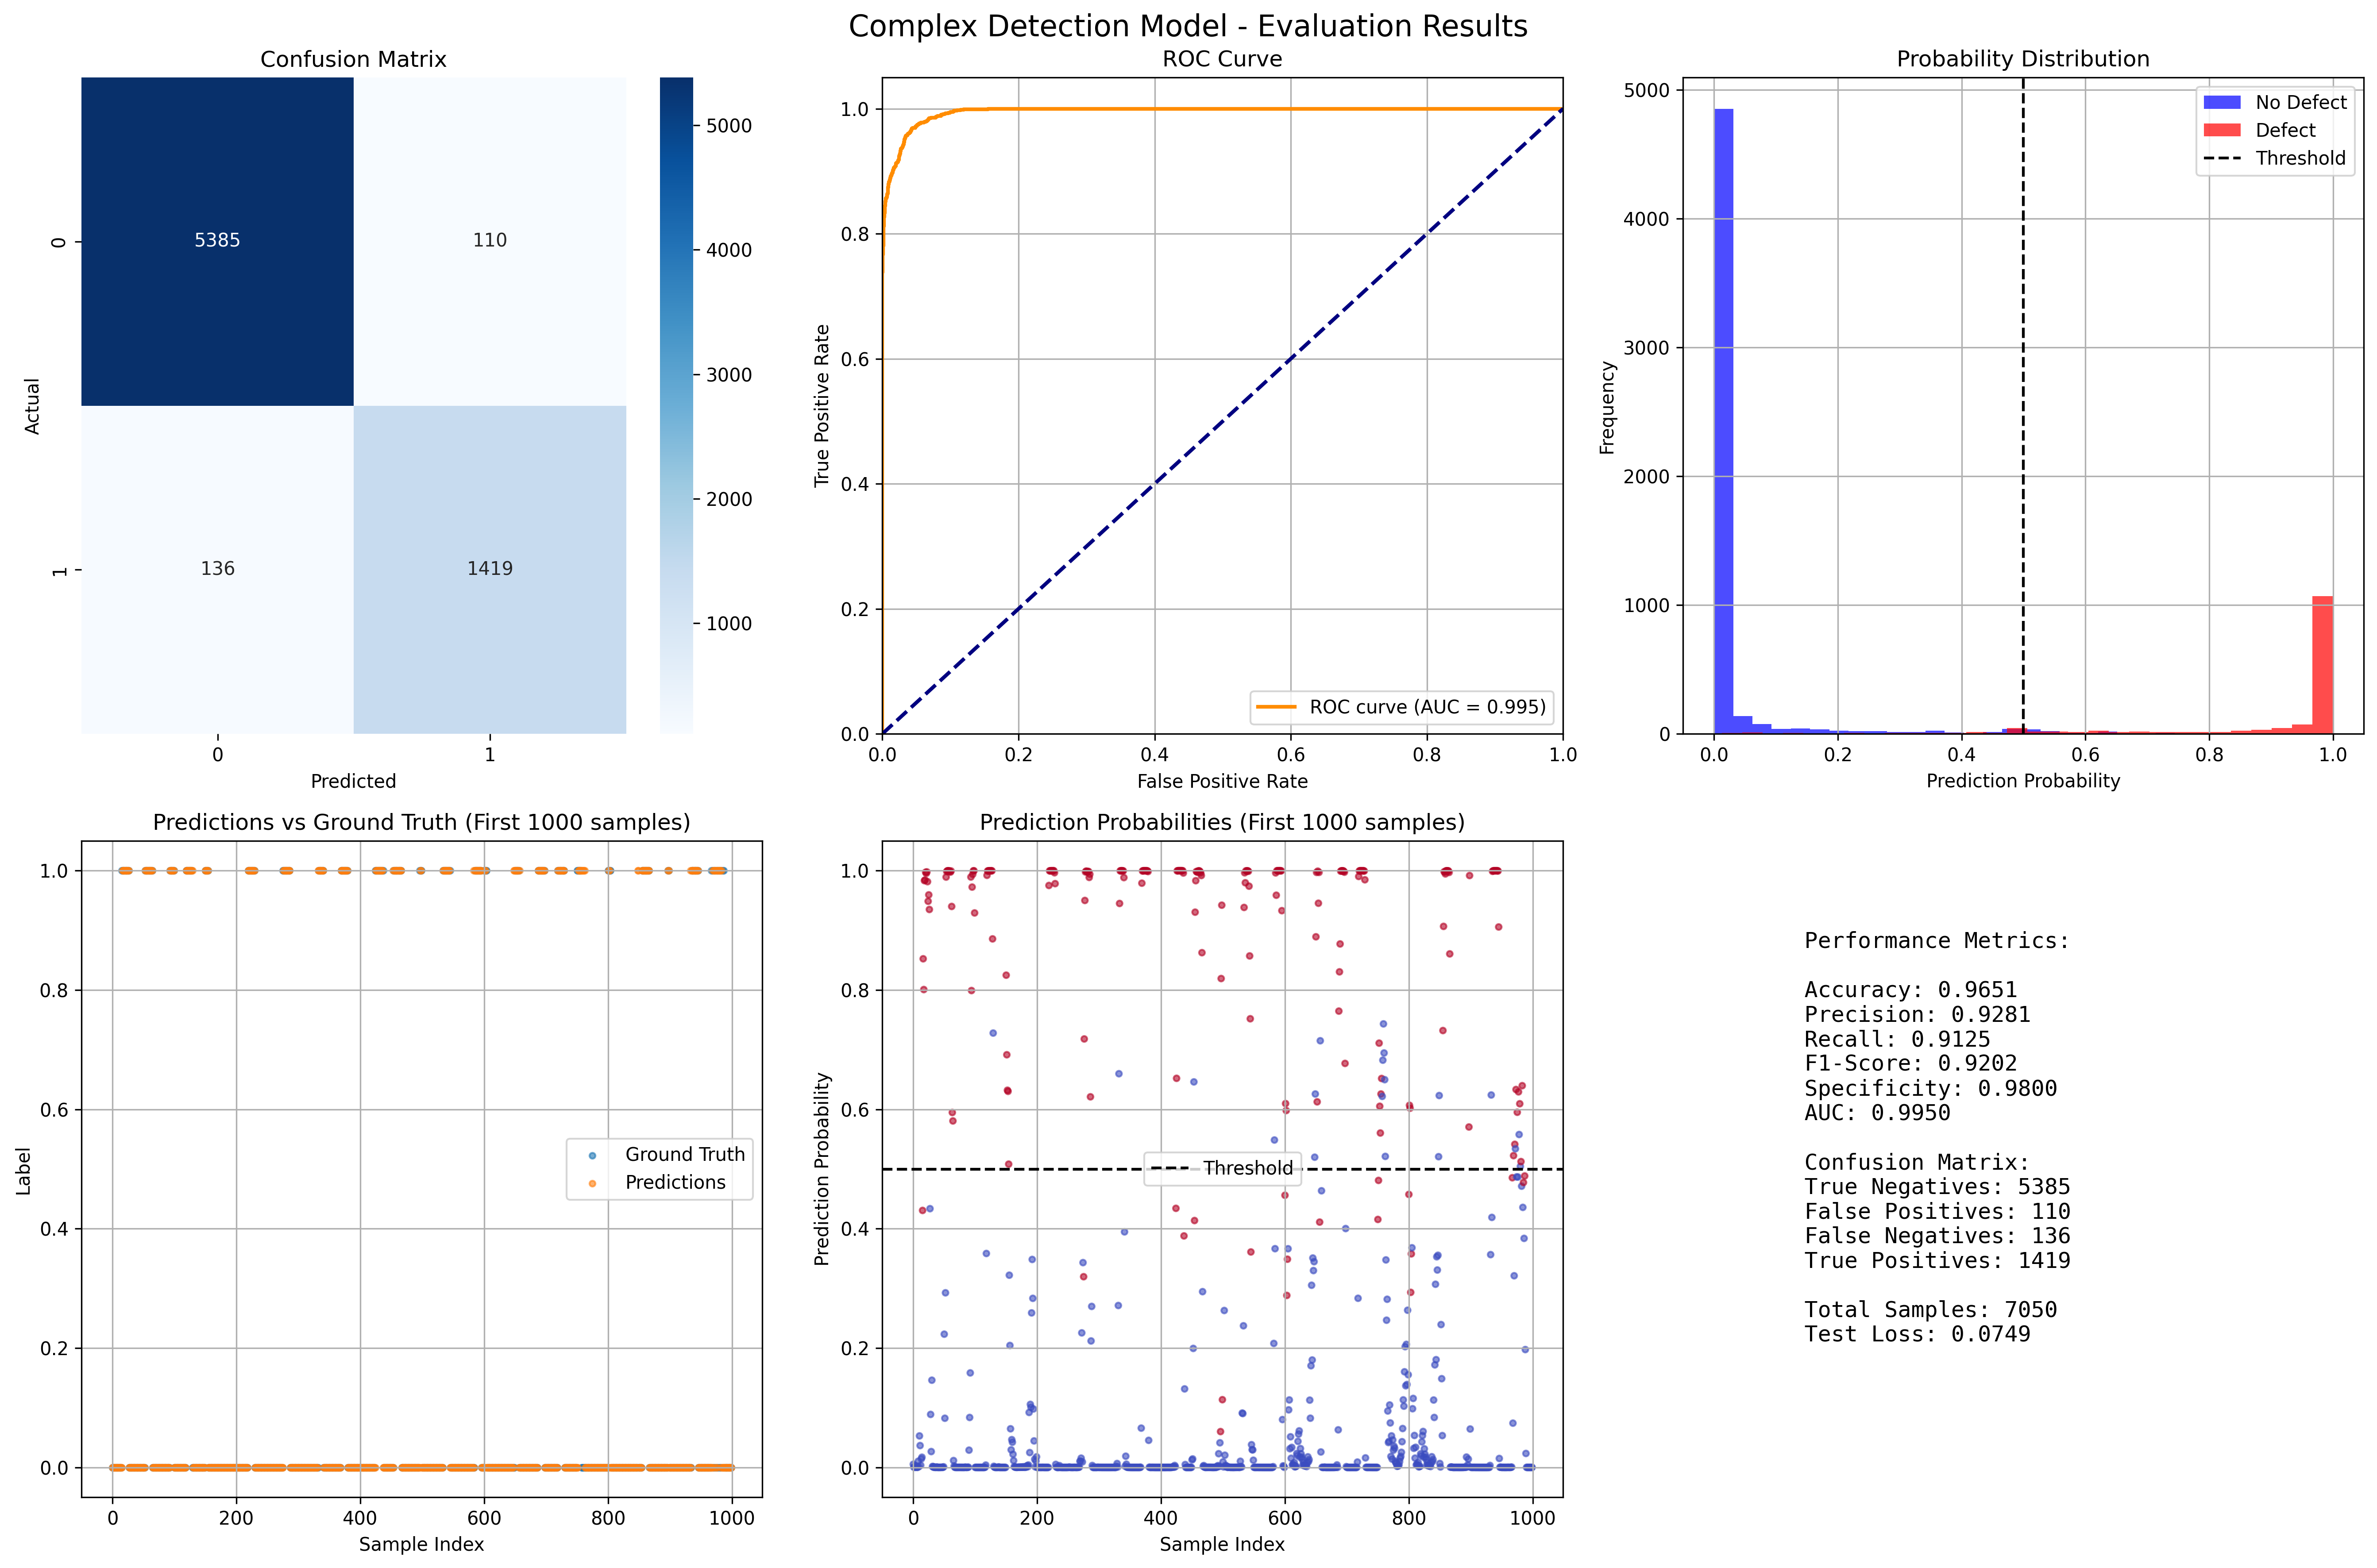 Complex Detection Model - Evaluation Results
Confusion Matrix
5385
110
136
1419
0
1
Actual
0
1
Predicted
5000
4000
3000
2000
1000
ROC Curve
1.0
0.8
0.6
0.4
0.2
0.0
True Positive Rate
0.0 0.2 0.4 0.6 0.8 1.0
False Positive Rate
ROC curve (AUC = 0.995)
Probability Distribution
5000
4000
3000
2000
1000
0
Frequency
No Defect
Defect
Threshold
0.0 0.2 0.4 0.6 0.8 1.0
Prediction Probability
Predictions vs Ground Truth (First 1000 samples)
1.0
0.8
0.6
0.4
0.2
0.0
Label
Ground Truth
Predictions
0 200 400 600 800 1000
Sample Index
Prediction Probabilities (First 1000 samples)
1.0
0.8
0.6
0.4
0.2
0.0
Prediction Probability
Threshold
0 200 400 600 800 1000
Sample Index
Performance Metrics:
Accuracy: 0.9651
Precision: 0.9281
Recall: 0.9125
F1-Score: 0.9202
Specificity: 0.9800
AUC: 0.9950
Confusion Matrix:
True Negatives: 5385
False Positives: 110
False Negatives: 136
True Positives: 1419
Total Samples: 7050
Test Loss: 0.0749